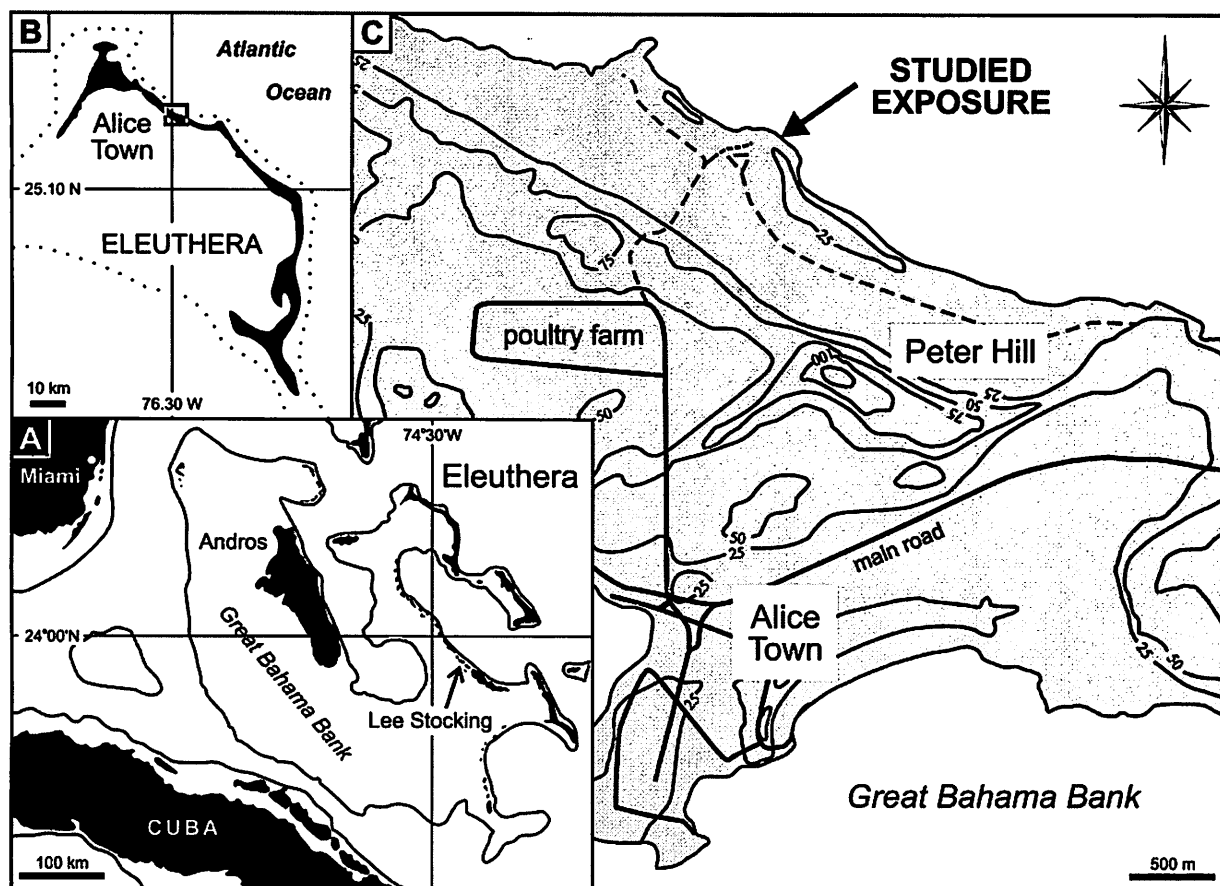 B
Atlantic
Ocean
Alice
Town
25.10 N
ELEUTHERA
10 km
76.30 W
A
74°30'W
Miami
Eleuthera
Andros
24°00'N
Great Bahama Bank
Lee Stocking
CUBA
100 km
C
STUDIED
EXPOSURE
25
25
75
poultry farm
25
50
Peter Hill
100
25
50
75
50
25
main road
25
Alice
Town
25
50
25
Great Bahama Bank
500 m